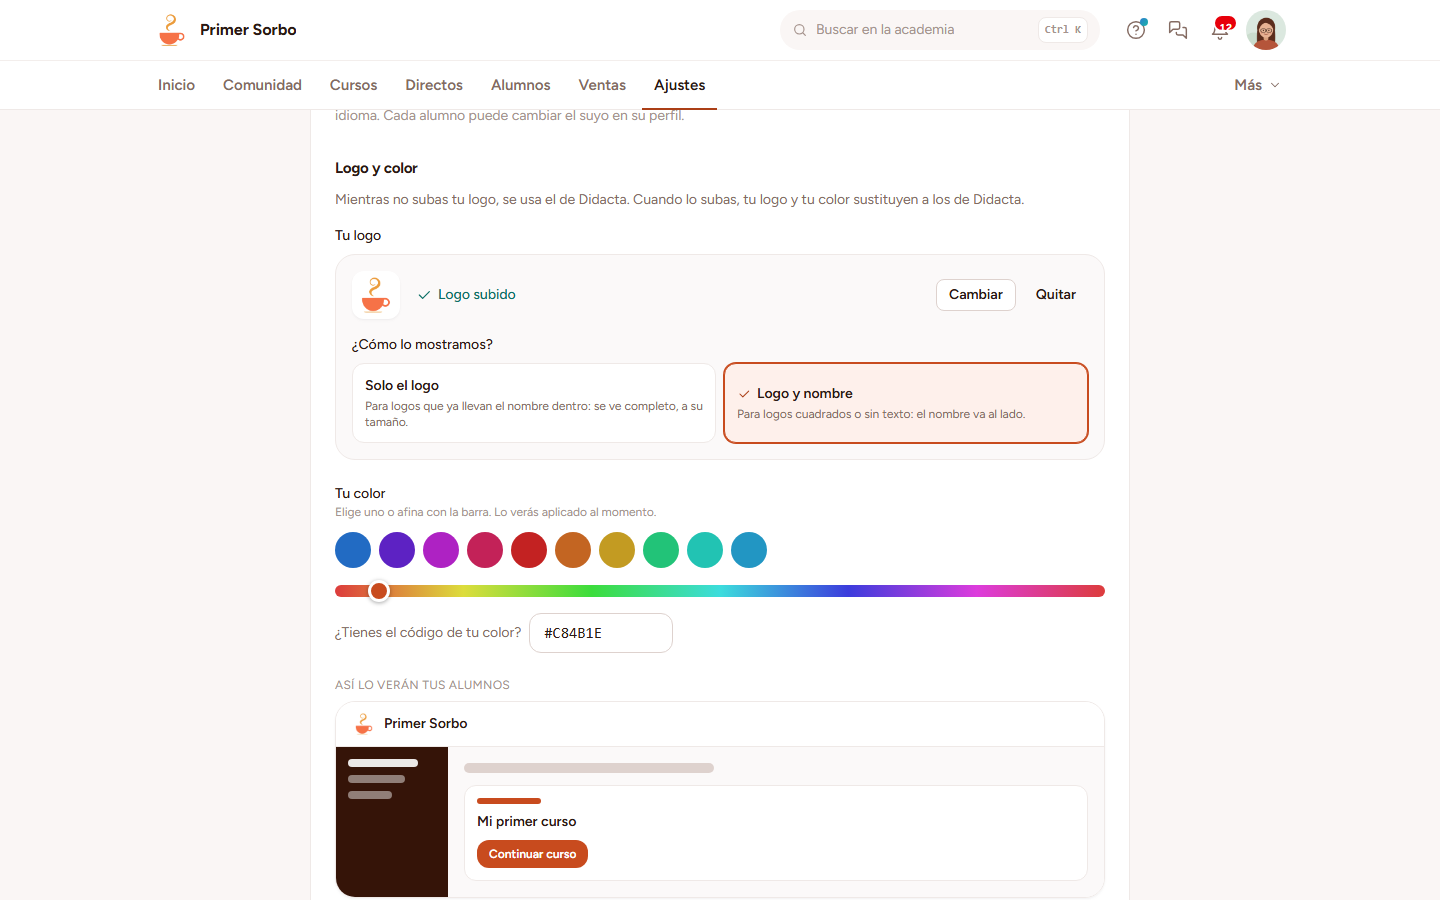 Primer Sorbo
Buscar en la academia
Ctrl K
12
Inicio
Comunidad
Cursos
Directos
Alumnos
Ventas
Ajustes
Más
idioma. Cada alumno puede cambiar el suyo en su perfil.
Logo y color
Mientras no subas tu logo, se usa el de Didacta. Cuando lo subas, tu logo y tu color sustituyen a los de Didacta.
Tu logo
Logo subido
Cambiar
Quitar
¿Cómo lo mostramos?
Solo el logo
Para logos que ya llevan el nombre dentro: se ve completo, a su
tamaño.
Logo y nombre
Para logos cuadrados o sin texto: el nombre va al lado.
Tu color
Elige uno o afina con la barra. Lo verás aplicado al momento.
¿Tienes el código de tu color?
#C84B1E
ASÍ LO VERÁN TUS ALUMNOS
Primer Sorbo
Mi primer curso
Continuar curso